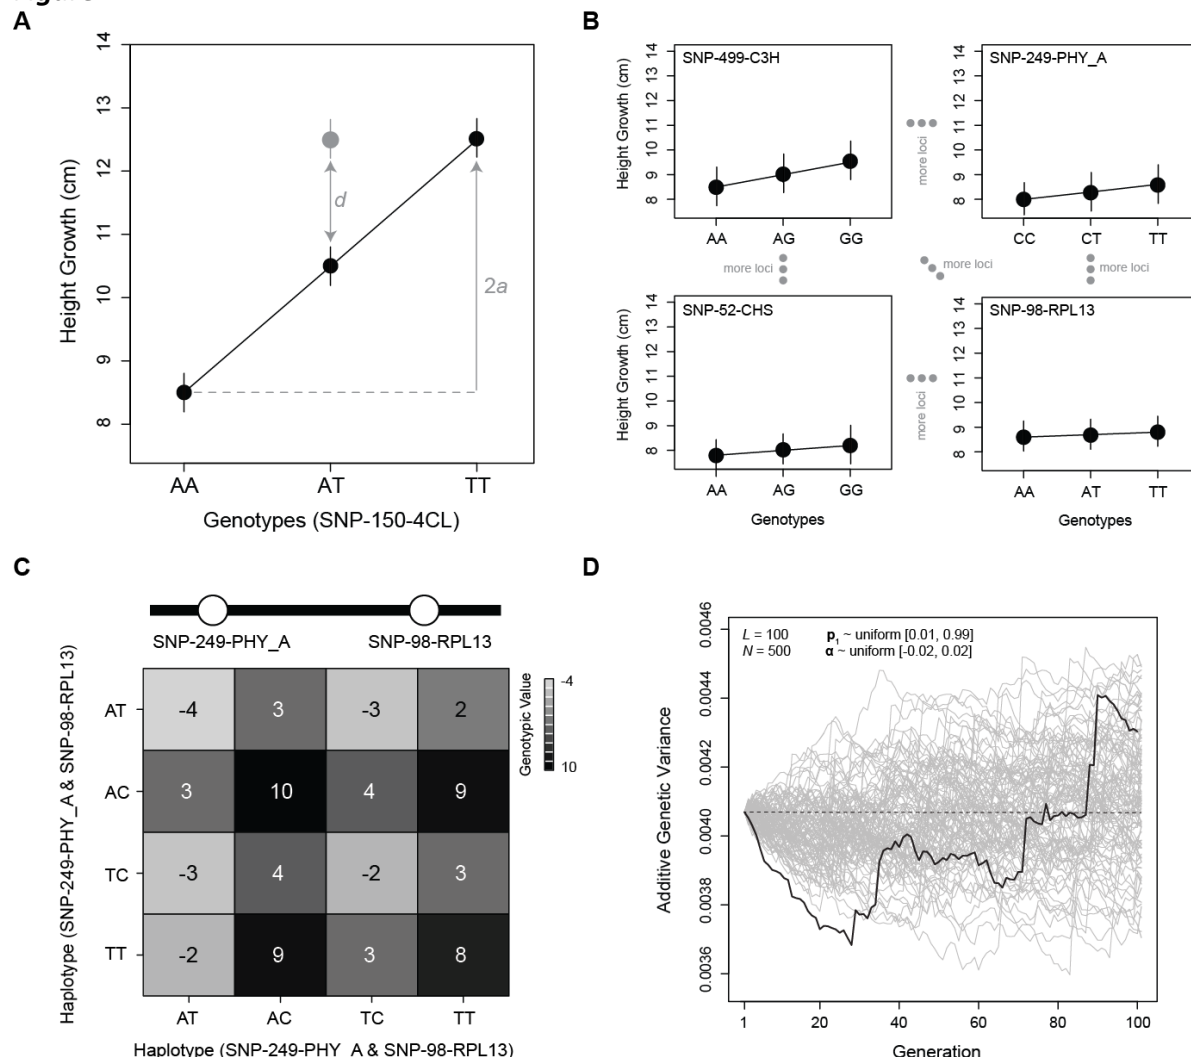 A
14
13
12
11
10
9
8
Height Growth (cm)
d
2a
AA AT TT
Genotypes (SNP-150-4CL)
B
SNP-499-C3H
14
13
12
11
10
9
8
Height Growth (cm)
AA AG GG
more loci
SNP-249-PHY_A
14
13
12
11
10
9
8
CC CT TT
more loci
more loci
more loci
SNP-52-CHS
14
13
12
11
10
9
8
Height Growth (cm)
AA AG GG
Genotypes
more loci
SNP-98-RPL13
14
13
12
11
10
9
8
AA AT TT
Genotypes
C
SNP-249-PHY_A SNP-98-RPL13
Haplotype (SNP-249-PHY_A & SNP-98-RPL13)
AT -4 3 -3 2
AC 3 10 4 9
TC -3 4 -2 3
TT -2 9 3 8
AT AC TC TT
Haplotype (SNP-249-PHY_A & SNP-98-RPL13)
Genotypic Value
-4
10
D
L = 100 p1 ~ uniform [0.01, 0.99]
N = 500 α ~ uniform [-0.02, 0.02]
0.0046
0.0044
0.0042
0.0040
0.0038
0.0036
Additive Genetic Variance
1 20 40 60 80 100
Generation